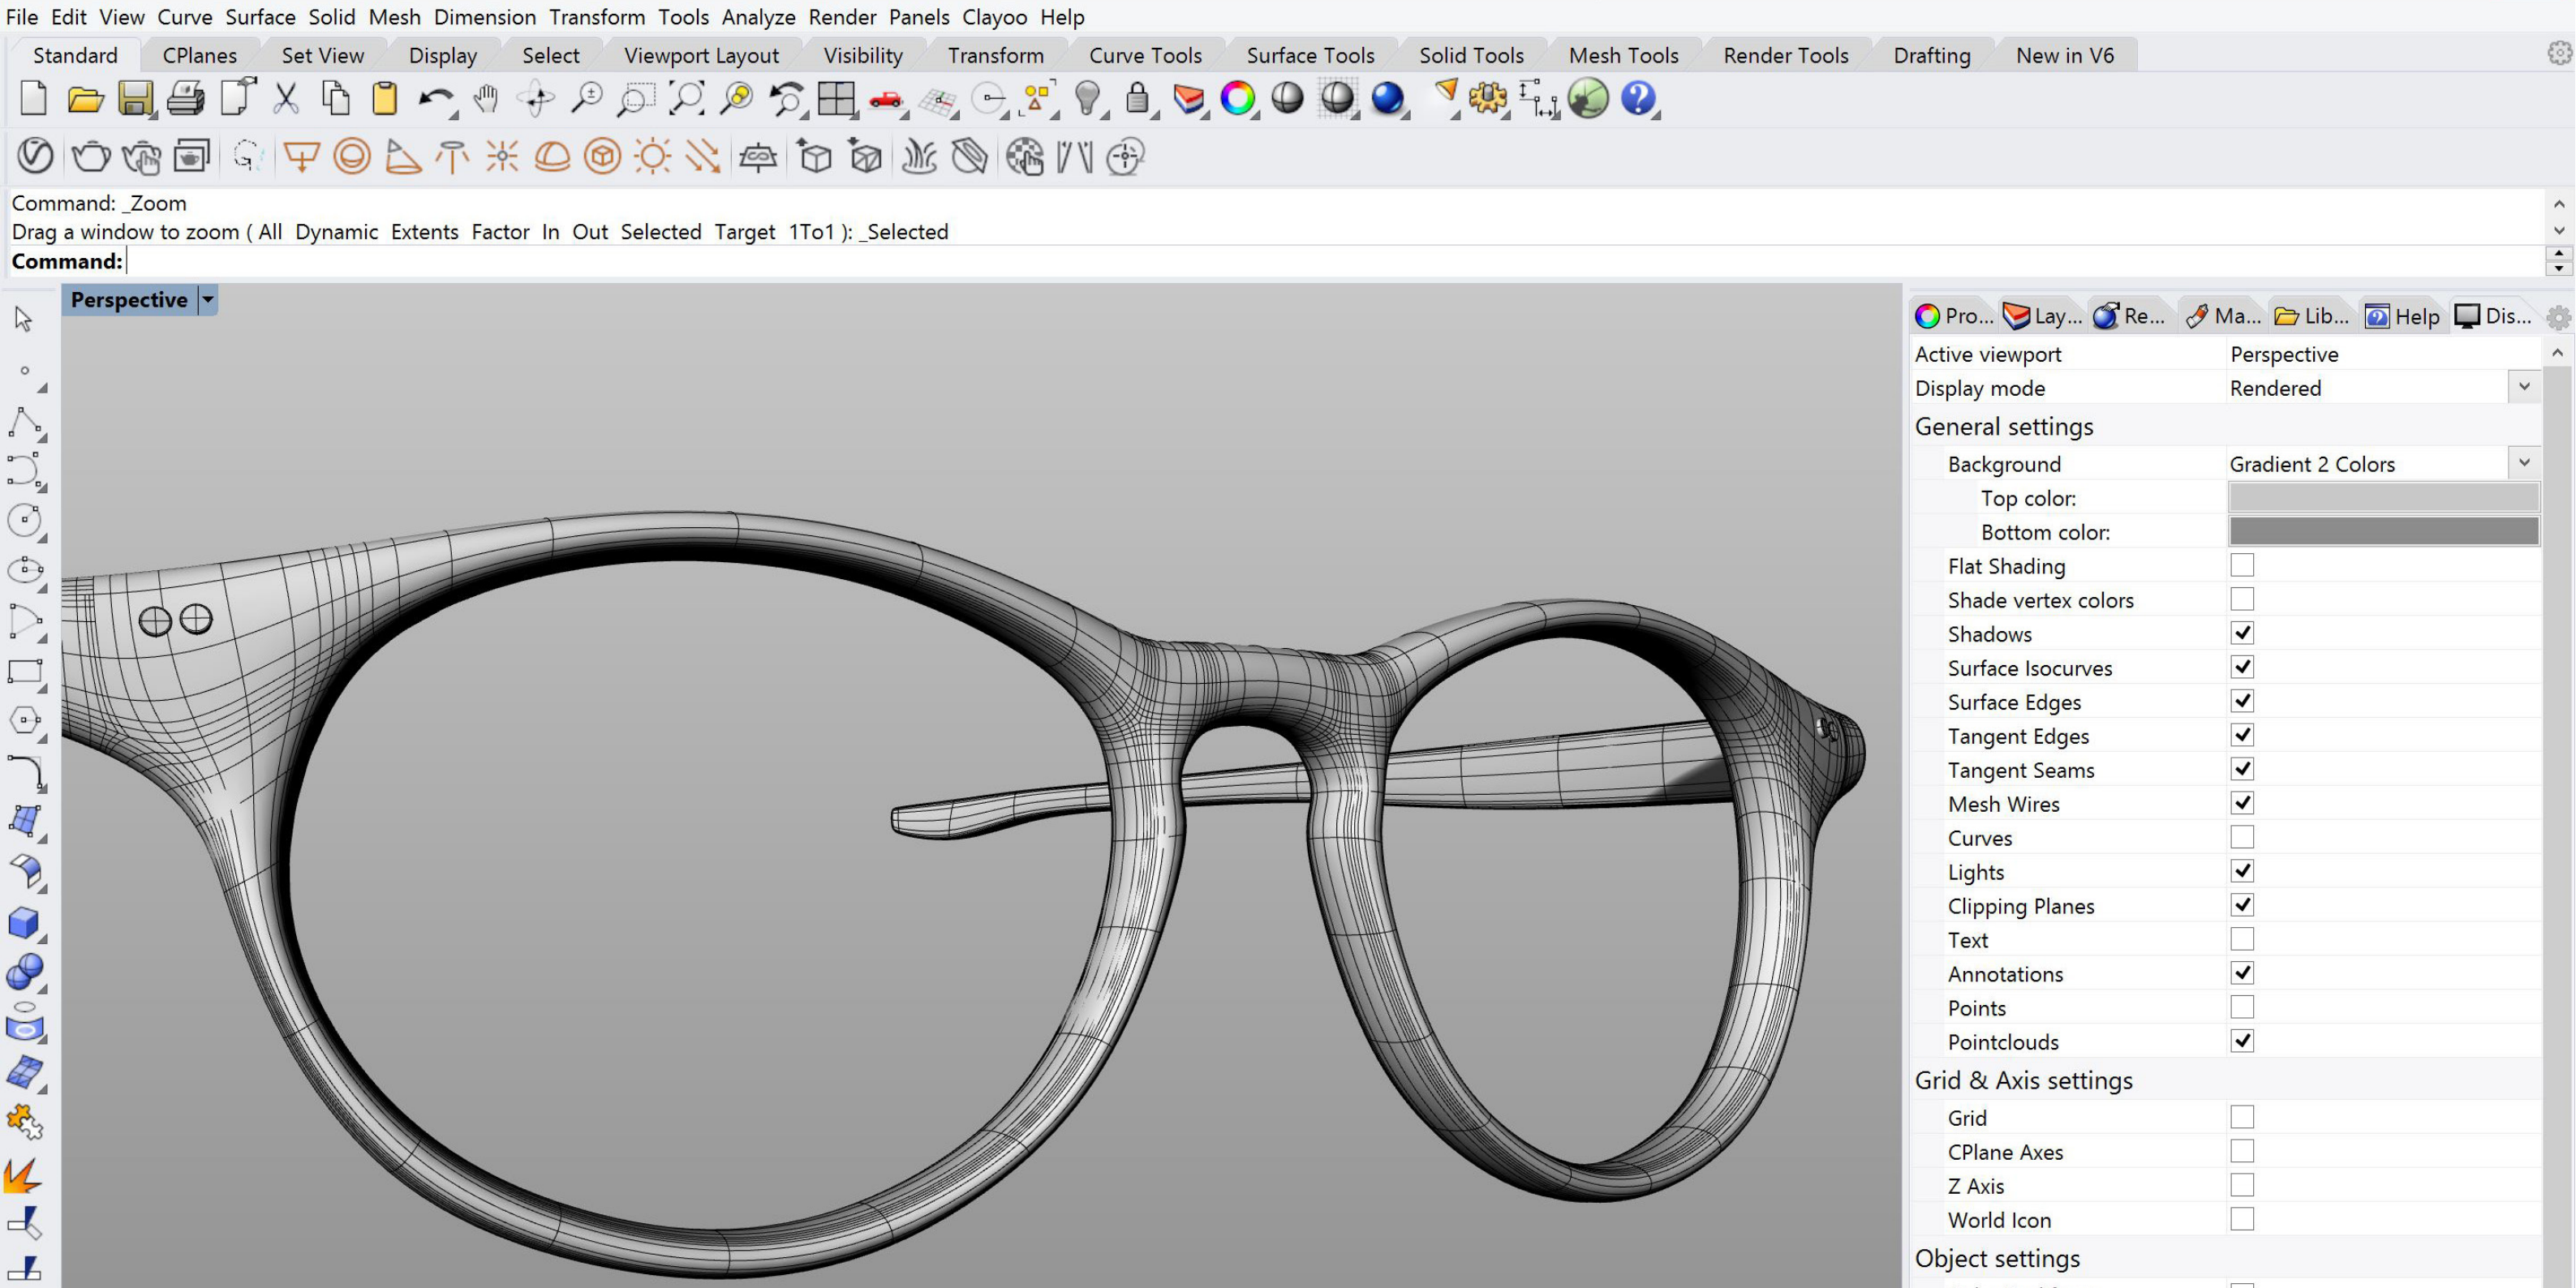 File Edit View Curve Surface Solid Mesh Dimension Transform Tools Analyze Render Panels Clayoo Help
Standard CPlanes Set View Display Select Viewport Layout Visibility Transform Curve Tools Surface Tools Solid Tools Mesh Tools Render Tools Drafting New in V6
Command: _Zoom
Drag a window to zoom ( All Dynamic Extents Factor In Out Selected Target 1To1 ): _Selected
Command:
Perspective
Pro... Lay... Re... Ma... Lib... Help Dis...
Active viewport Perspective
Display mode Rendered
General settings
Background Gradient 2 Colors
Top color:
Bottom color:
Flat Shading
Shade vertex colors
Shadows
Surface Isocurves
Surface Edges
Tangent Edges
Tangent Seams
Mesh Wires
Curves
Lights
Clipping Planes
Text
Annotations
Points
Pointclouds
Grid & Axis settings
Grid
CPlane Axes
Z Axis
World Icon
Object settings